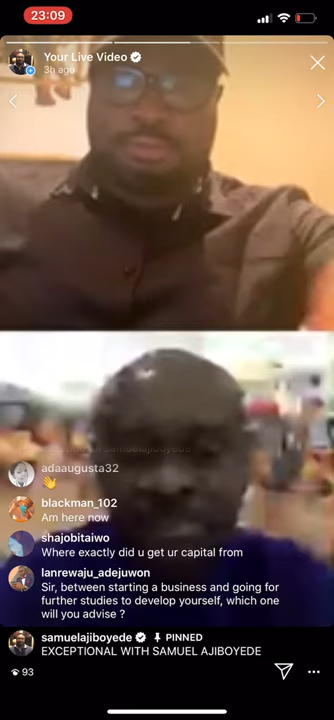 23:09
Your Live Video
3h ago
samuelajiboyede
adaaugusta32
👋
blackman_102
Am here now
shajobitaiwo
Where exactly did u get ur capital from
lanrewaju_adejuwon
Sir, between starting a business and going for
further studies to develop yourself, which one
will you advise ?
samuelajiboyede PINNED
EXCEPTIONAL WITH SAMUEL AJIBOYEDE
93